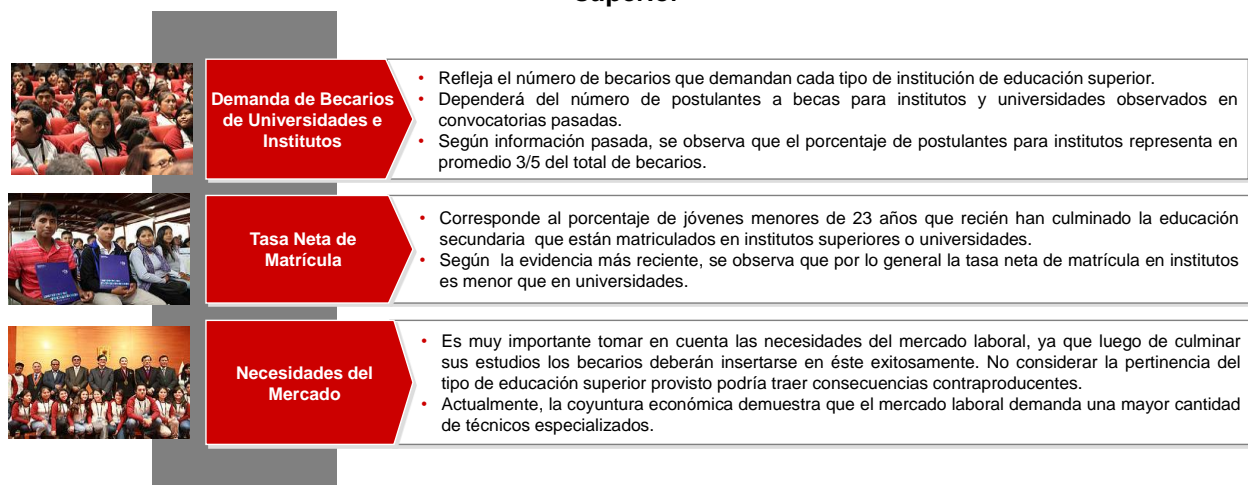 Demanda de Becarios
de Universidades e
Institutos
• Refleja el número de becarios que demandan cada tipo de institución de educación superior.
• Dependerá del número de postulantes a becas para institutos y universidades observados en
convocatorias pasadas.
• Según información pasada, se observa que el porcentaje de postulantes para institutos representa en
promedio 3/5 del total de becarios.
Tasa Neta de
Matrícula
• Corresponde al porcentaje de jóvenes menores de 23 años que recién han culminado la educación
secundaria que están matriculados en institutos superiores o universidades.
• Según la evidencia más reciente, se observa que por lo general la tasa neta de matrícula en institutos
es menor que en universidades.
Necesidades del
Mercado
• Es muy importante tomar en cuenta las necesidades del mercado laboral, ya que luego de culminar
sus estudios los becarios deberán insertarse en éste exitosamente. No considerar la pertinencia del
tipo de educación superior provisto podría traer consecuencias contraproducentes.
• Actualmente, la coyuntura económica demuestra que el mercado laboral demanda una mayor cantidad
de técnicos especializados.